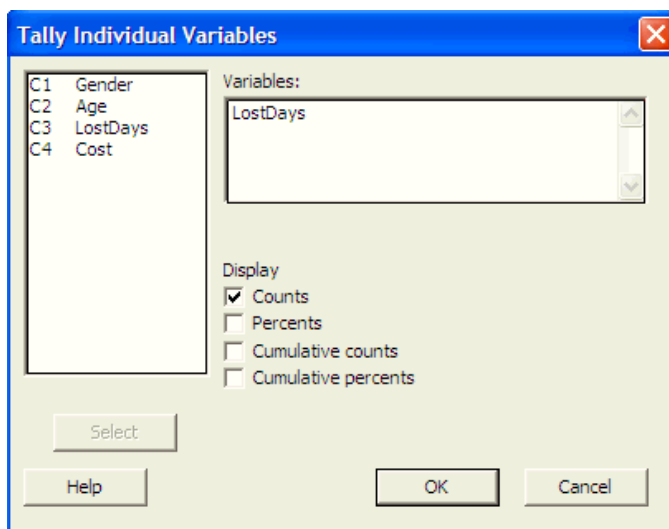 Tally Individual Variables
C1 Gender
C2 Age
C3 LostDays
C4 Cost
Variables:
LostDays
Display
Counts
Percents
Cumulative counts
Cumulative percents
Select
Help
OK
Cancel